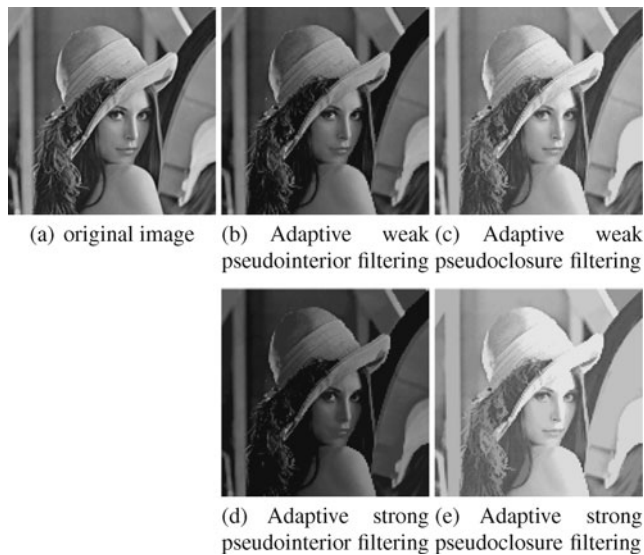 (a) original image
(b) Adaptive weak
pseudointerior filtering
(c) Adaptive weak
pseudoclosure filtering
(d) Adaptive strong
pseudointerior filtering
(e) Adaptive strong
pseudoclosure filtering